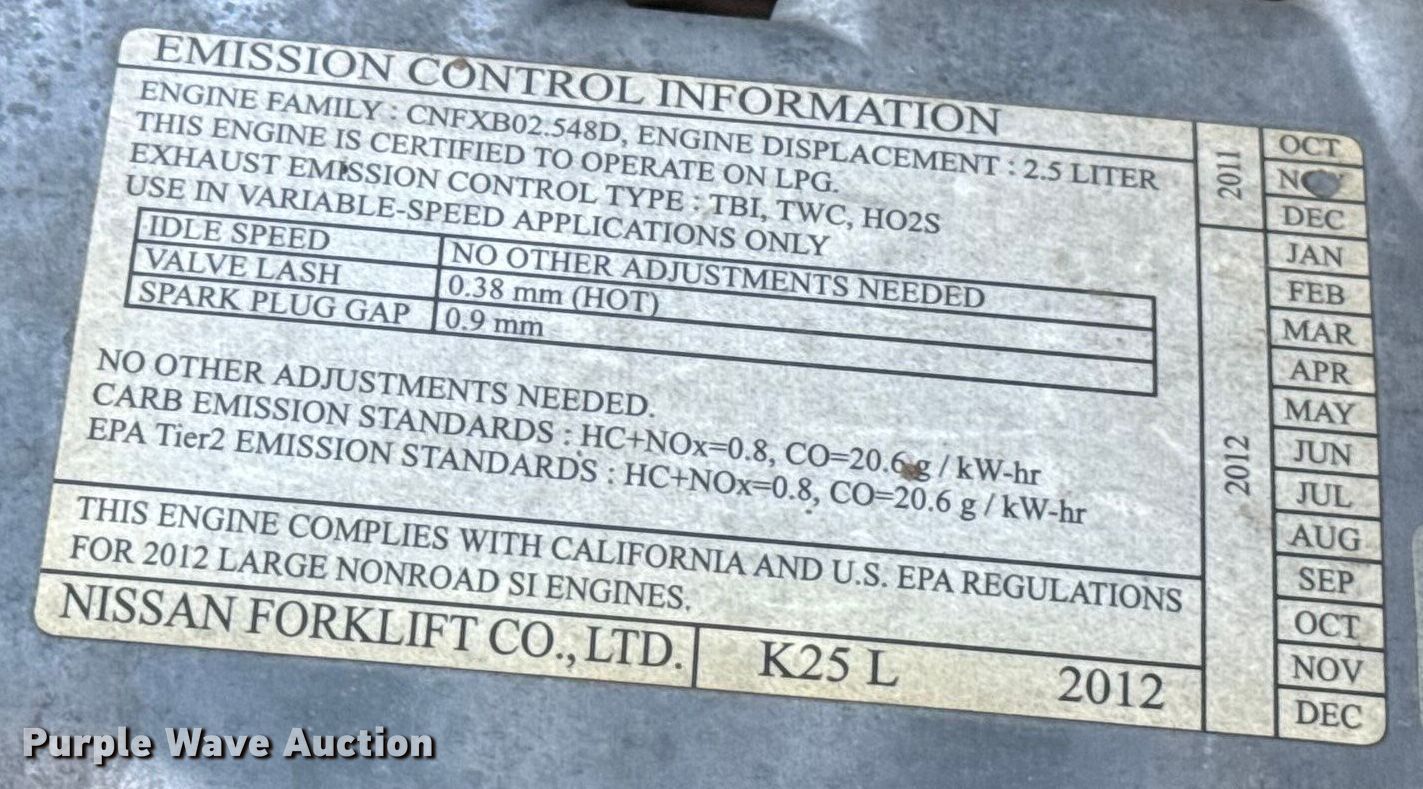 EMISSION CONTROL INFORMATION
ENGINE FAMILY : CNFXB02.548D, ENGINE DISPLACEMENT : 2.5 LITER
THIS ENGINE IS CERTIFIED TO OPERATE ON LPG.
EXHAUST EMISSION CONTROL TYPE : TBI, TWC, HO2S
USE IN VARIABLE-SPEED APPLICATIONS ONLY
IDLE SPEED NO OTHER ADJUSTMENTS NEEDED
VALVE LASH 0.38 mm (HOT)
SPARK PLUG GAP 0.9 mm
NO OTHER ADJUSTMENTS NEEDED.
CARB EMISSION STANDARDS : HC+NOx=0.8, CO=20.6 g / kW-hr
EPA Tier2 EMISSION STANDARDS : HC+NOx=0.8, CO=20.6 g / kW-hr
THIS ENGINE COMPLIES WITH CALIFORNIA AND U.S. EPA REGULATIONS
FOR 2012 LARGE NONROAD SI ENGINES.
NISSAN FORKLIFT CO., LTD. K25 L 2012
2011
OCT
NOV
DEC
2012
JAN
FEB
MAR
APR
MAY
JUN
JUL
AUG
SEP
OCT
NOV
DEC
Purple Wave Auction